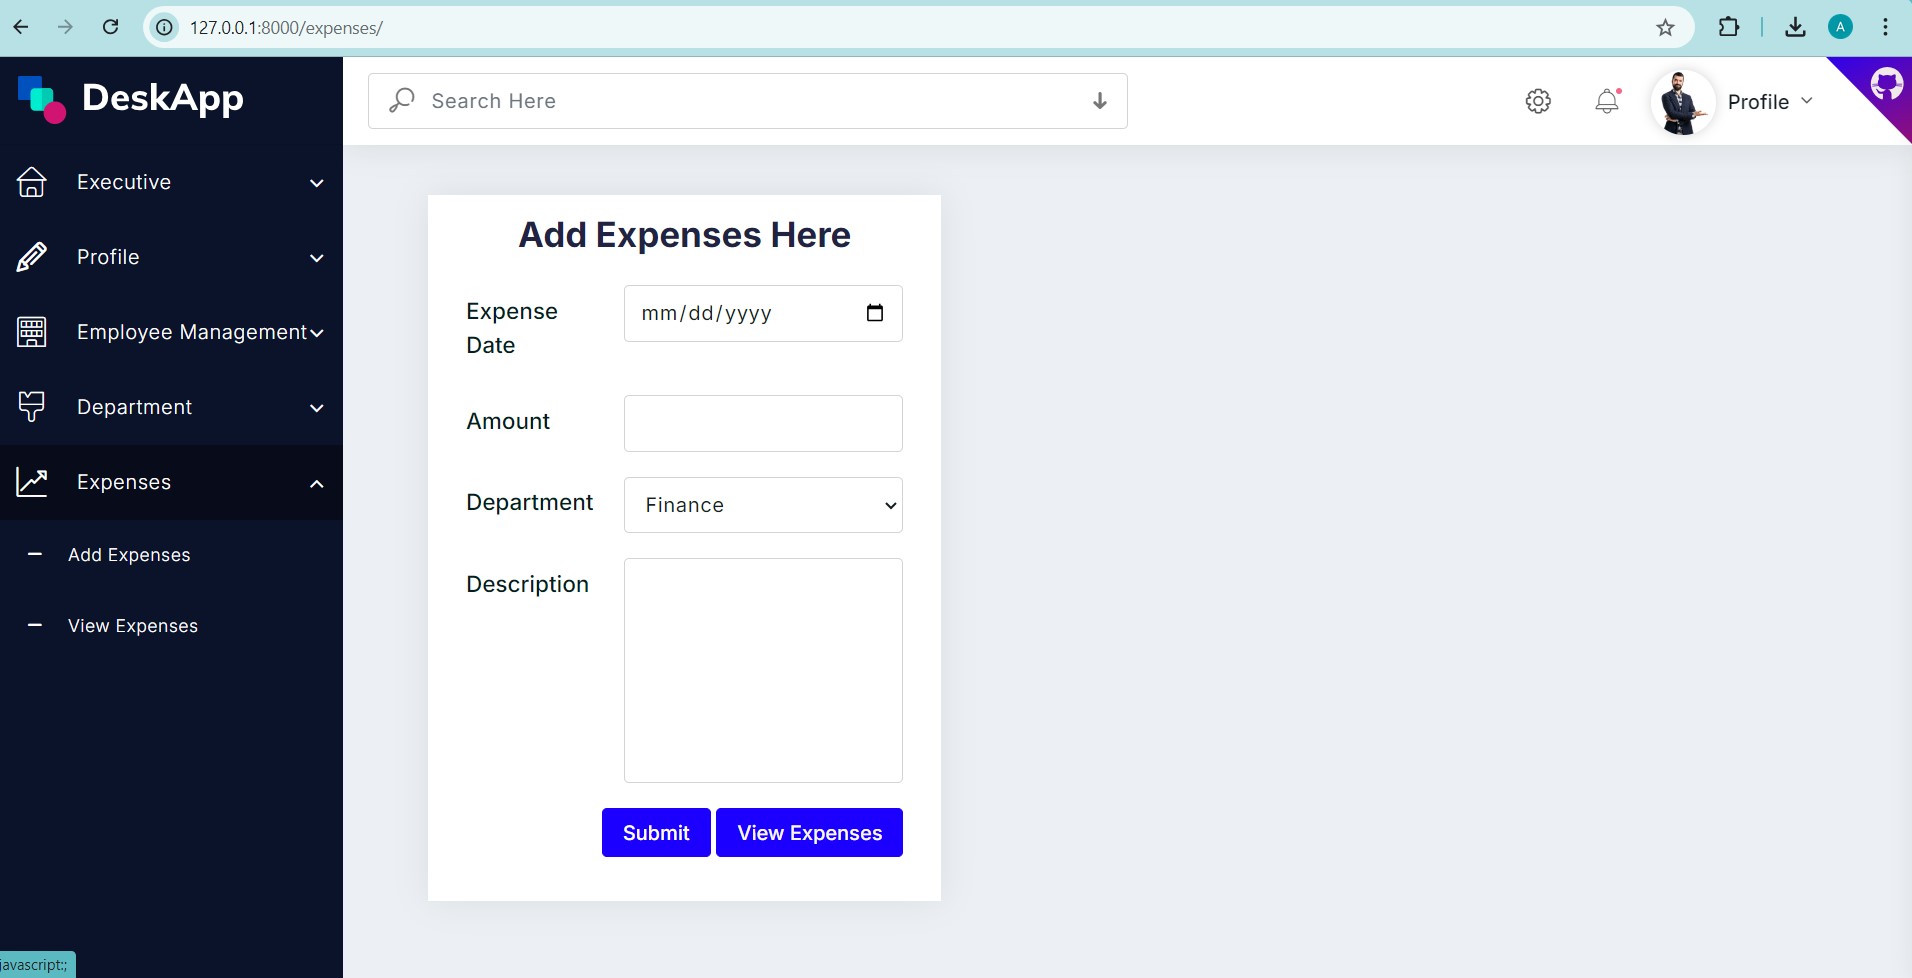 127.0.0.1:8000/expenses/
A
DeskApp
Search Here
Profile
Executive
Profile
Employee Management
Department
Expenses
Add Expenses
View Expenses
Add Expenses Here
Expense
Date
mm/dd/yyyy
Amount
Department
Finance
Description
Submit
View Expenses
javascript:;